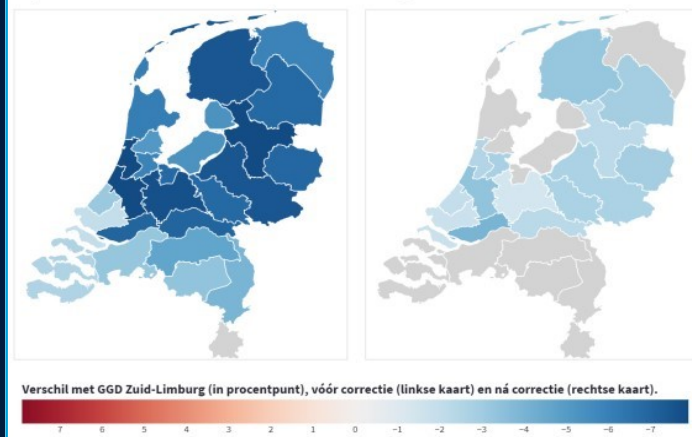 Verschil met GGD Zuid-Limburg (in procentpunt), vóór correctie (linkse kaart) en ná correctie (rechtse kaart).
7 6 5 4 3 2 1 0 −1 −2 −3 −4 −5 −6 −7